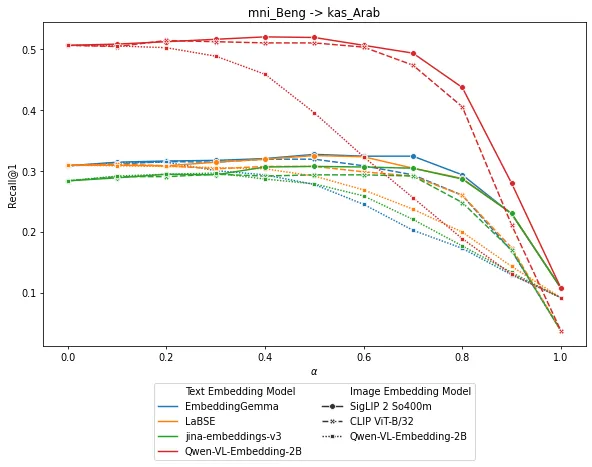 mni_Beng -> kas_Arab
Recall@1
0.5
0.4
0.3
0.2
0.1
0.0 0.2 0.4 0.6 0.8 1.0
α
Text Embedding Model Image Embedding Model
EmbeddingGemma SigLIP 2 So400m
LaBSE CLIP ViT-B/32
jina-embeddings-v3 Qwen-VL-Embedding-2B
Qwen-VL-Embedding-2B